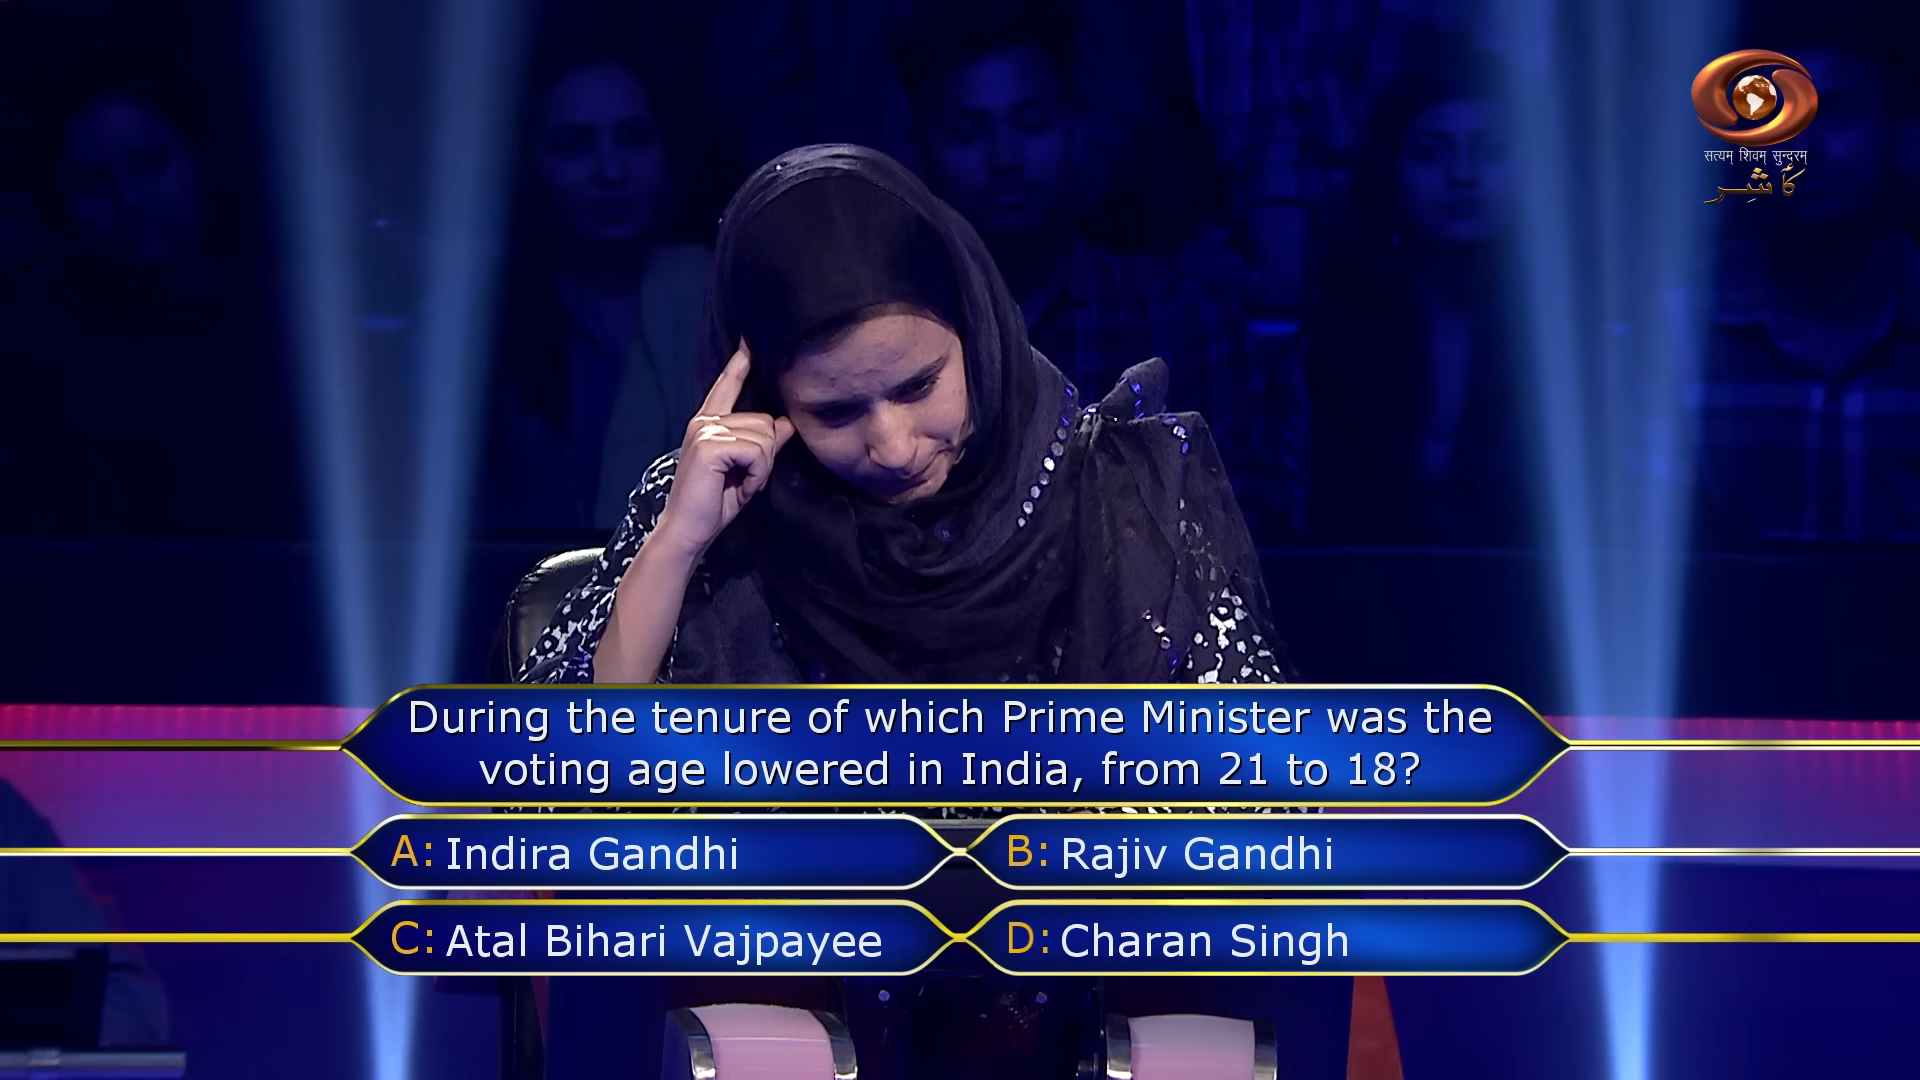 सत्यम् शिवम् सुन्दरम्
کٲشِر
During the tenure of which Prime Minister was the
voting age lowered in India, from 21 to 18?
A: Indira Gandhi
B: Rajiv Gandhi
C: Atal Bihari Vajpayee
D: Charan Singh